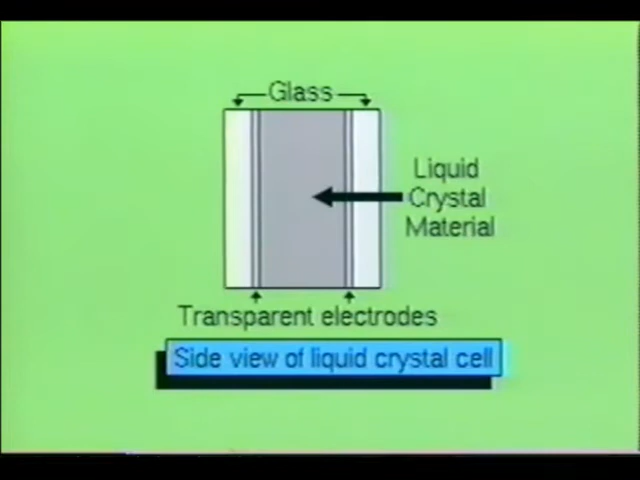 Glass
Liquid
Crystal
Material
Transparent electrodes
Side view of liquid crystal cell